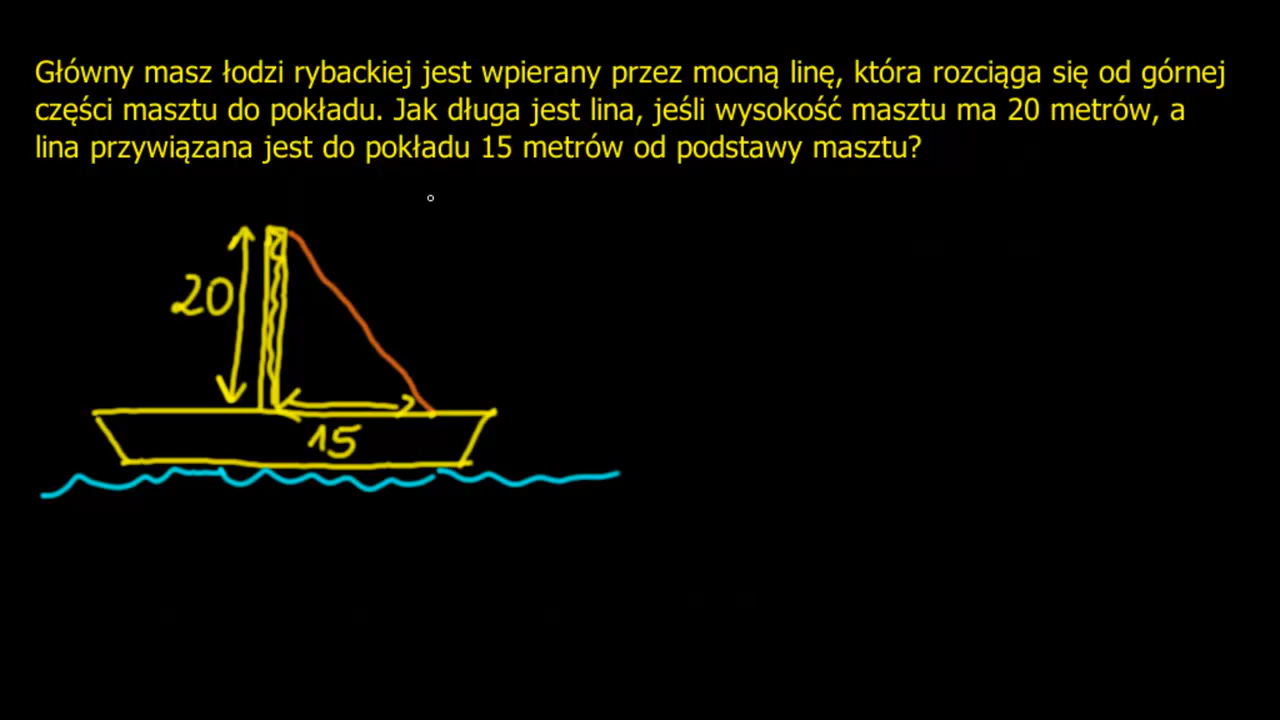 Główny masz łodzi rybackiej jest wpierany przez mocną linę, która rozciąga się od górnej
części masztu do pokładu. Jak długa jest lina, jeśli wysokość masztu ma 20 metrów, a
lina przywiązana jest do pokładu 15 metrów od podstawy masztu?
20
15